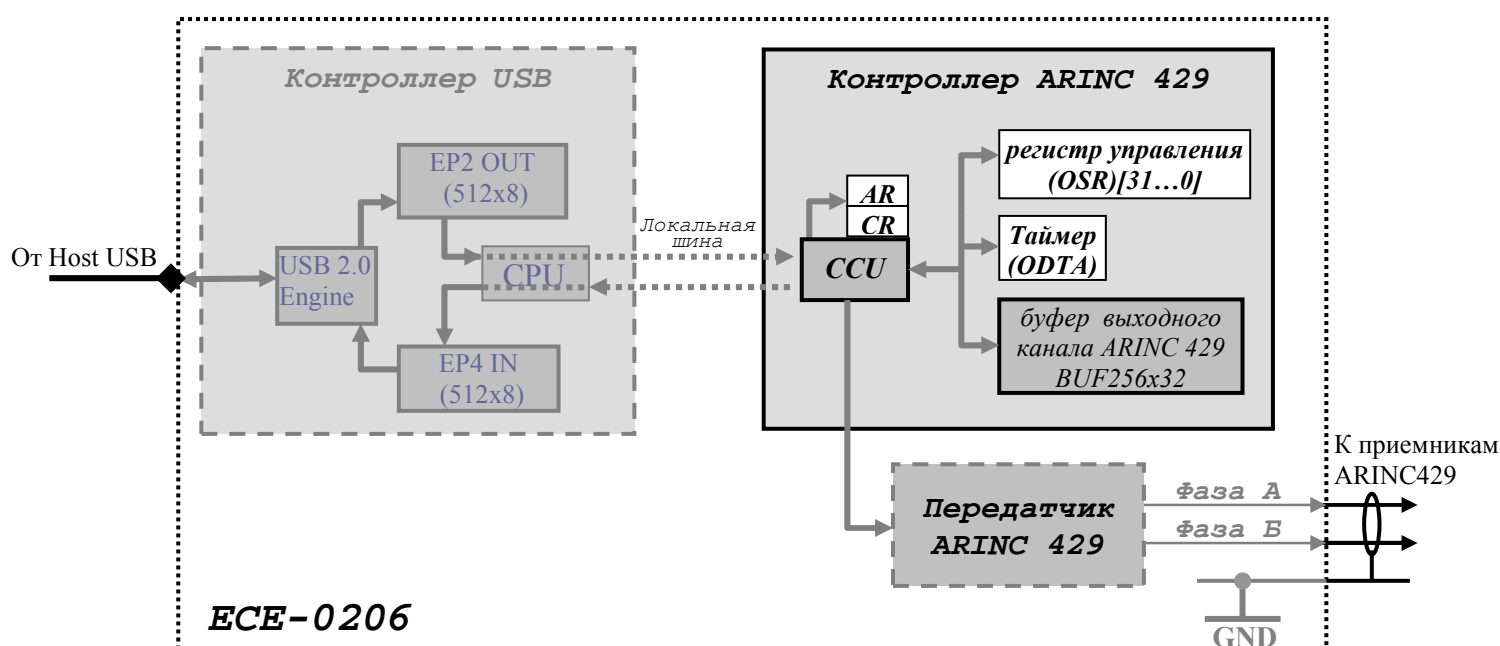 Контроллер USB
EP2 OUT
(512x8)
USB 2.0
Engine
CPU
EP4 IN
(512x8)
От Host USB
Локальная
шина
Контроллер ARINC 429
AR
CR
CCU
регистр управления
(OSR)[31…0]
Таймер
(ODTA)
буфер выходного
канала ARINC 429
BUF256x32
Передатчик
ARINC 429
Фаза А
Фаза Б
К приемникам
ARINC429
GND
ECE-0206